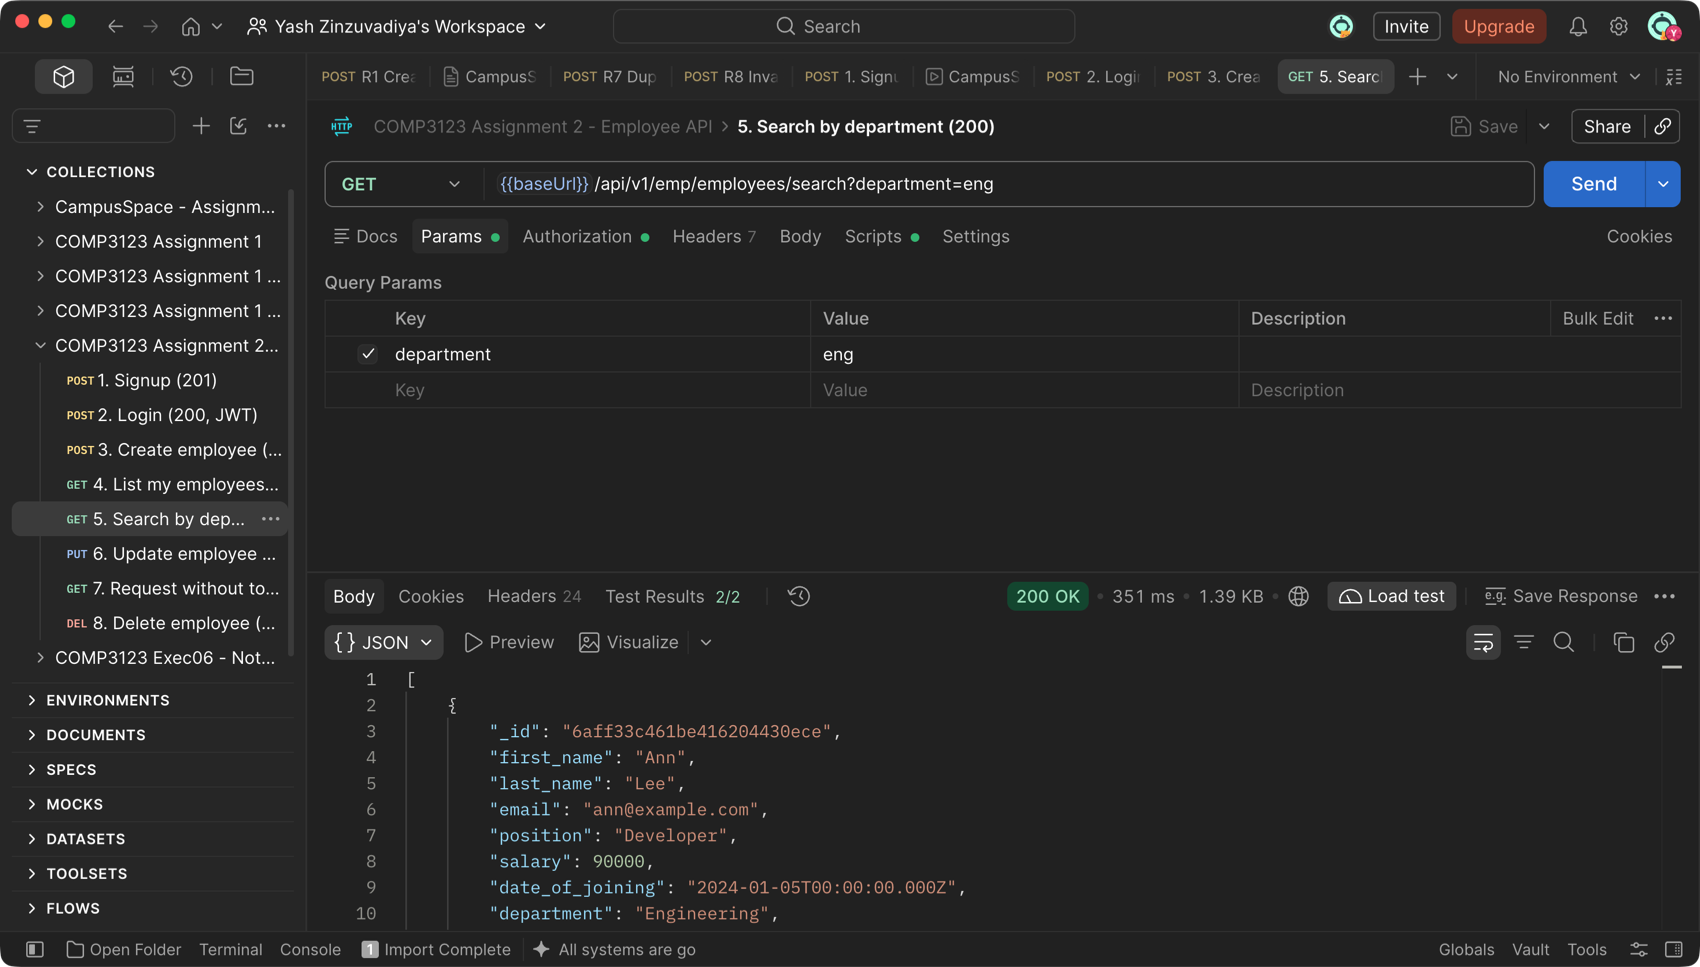 Yash Zinzuvadiya's Workspace
Search
Invite
Upgrade
Y
POST R1 Crea
CampusS
POST R7 Dup
POST R8 Inva
POST 1. Signu
CampusS
POST 2. Login
POST 3. Crea
GET 5. Searc
No Environment
HTTP
COMP3123 Assignment 2 - Employee API > 5. Search by department (200)
Save
Share
COLLECTIONS
CampusSpace - Assignm...
COMP3123 Assignment 1
COMP3123 Assignment 1 ...
COMP3123 Assignment 1 ...
COMP3123 Assignment 2...
POST 1. Signup (201)
POST 2. Login (200, JWT)
POST 3. Create employee (...
GET 4. List my employees...
GET 5. Search by dep...
PUT 6. Update employee ...
GET 7. Request without to...
DEL 8. Delete employee (...
COMP3123 Exec06 - Not...
ENVIRONMENTS
DOCUMENTS
SPECS
MOCKS
DATASETS
TOOLSETS
FLOWS
GET
{{baseUrl}} /api/v1/emp/employees/search?department=eng
Send
Docs
Params
Authorization
Headers 7
Body
Scripts
Settings
Cookies
Query Params
Key
Value
Description
Bulk Edit
department
eng
Key
Value
Description
Body
Cookies
Headers 24
Test Results 2/2
200 OK
351 ms
1.39 KB
Load test
e.g. Save Response
{} JSON
Preview
Visualize
1 [
2 {
3 "_id": "6aff33c461be416204430ece",
4 "first_name": "Ann",
5 "last_name": "Lee",
6 "email": "ann@example.com",
7 "position": "Developer",
8 "salary": 90000,
9 "date_of_joining": "2024-01-05T00:00:00.000Z",
10 "department": "Engineering",
Open Folder
Terminal
Console
1 Import Complete
All systems are go
Globals
Vault
Tools